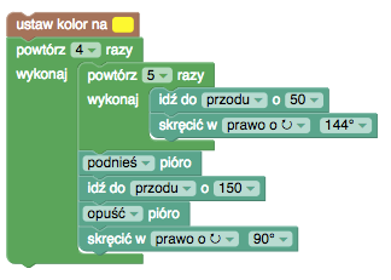 ustaw kolor na
powtórz 4 razy
wykonaj powtórz 5 razy
wykonaj idź do przodu o 50
skręcić w prawo o ↻ 144°
podnieś pióro
idź do przodu o 150
opuść pióro
skręcić w prawo o ↻ 90°